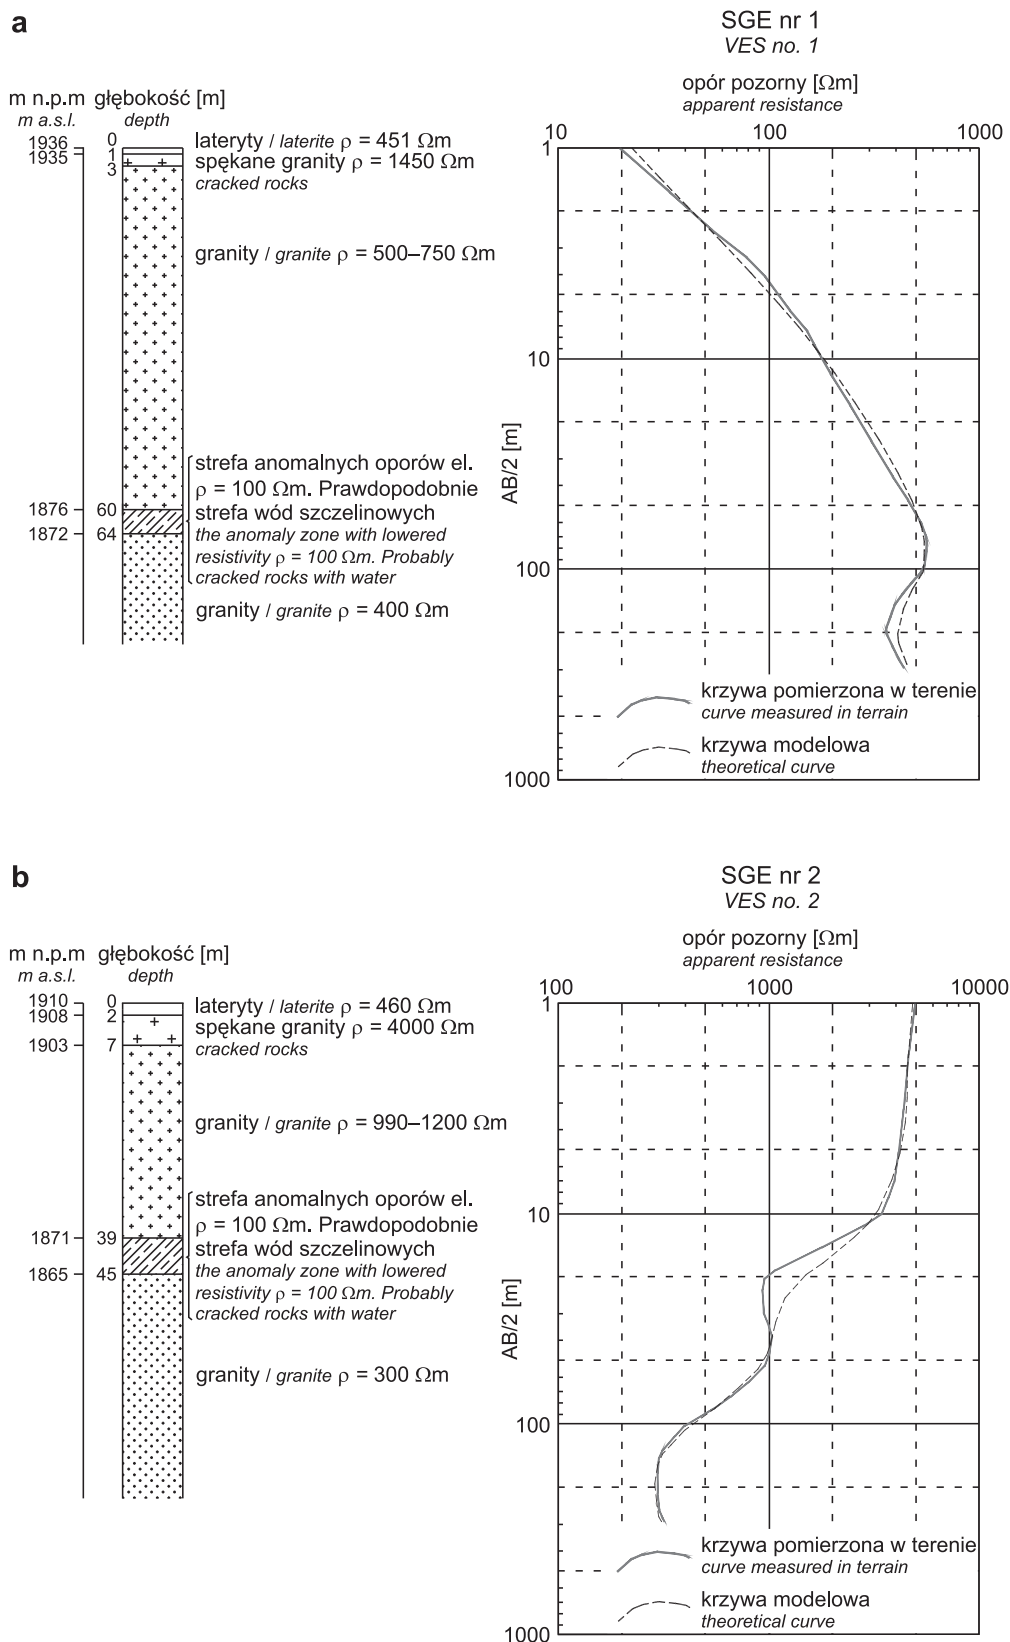 a
SGE nr 1
VES no. 1
m n.p.m głębokość [m]
m a.s.l. depth
opór pozorny [Ωm]
apparent resistance
10 100 1000
1936 0 lateryty / laterite ρ = 451 Ωm
1935 1 spękane granity ρ = 1450 Ωm
3 cracked rocks
granity / granite ρ = 500–750 Ωm
strefa anomalnych oporów el.
ρ = 100 Ωm. Prawdopodobnie
1876 60 strefa wód szczelinowych
1872 64 the anomaly zone with lowered
resistivity ρ = 100 Ωm. Probably
cracked rocks with water
granity / granite ρ = 400 Ωm
1
10
AB/2 [m]
100
krzywa pomierzona w terenie
curve measured in terrain
krzywa modelowa
theoretical curve
1000
b
SGE nr 2
VES no. 2
m n.p.m głębokość [m]
m a.s.l. depth
opór pozorny [Ωm]
apparent resistance
100 1000 10000
1910 0 lateryty / laterite ρ = 460 Ωm
1908 2 spękane granity ρ = 4000 Ωm
1903 7 cracked rocks
granity / granite ρ = 990–1200 Ωm
strefa anomalnych oporów el.
ρ = 100 Ωm. Prawdopodobnie
1871 39 strefa wód szczelinowych
the anomaly zone with lowered
1865 45 resistivity ρ = 100 Ωm. Probably
cracked rocks with water
granity / granite ρ = 300 Ωm
1
10
AB/2 [m]
100
krzywa pomierzona w terenie
curve measured in terrain
krzywa modelowa
theoretical curve
1000